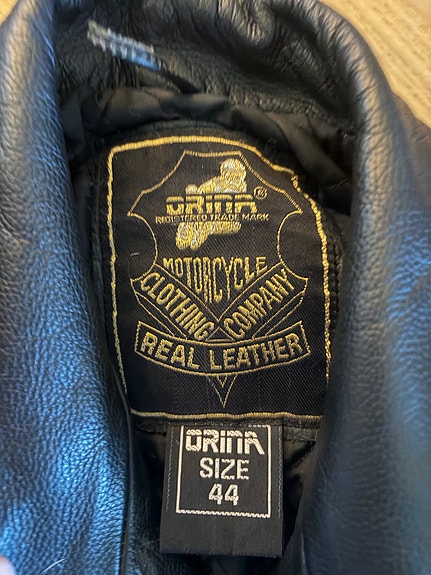 ORINA®
REGISTERED TRADE MARK
MOTORCYCLE
CLOTHING COMPANY
REAL LEATHER
ORINA
SIZE
44